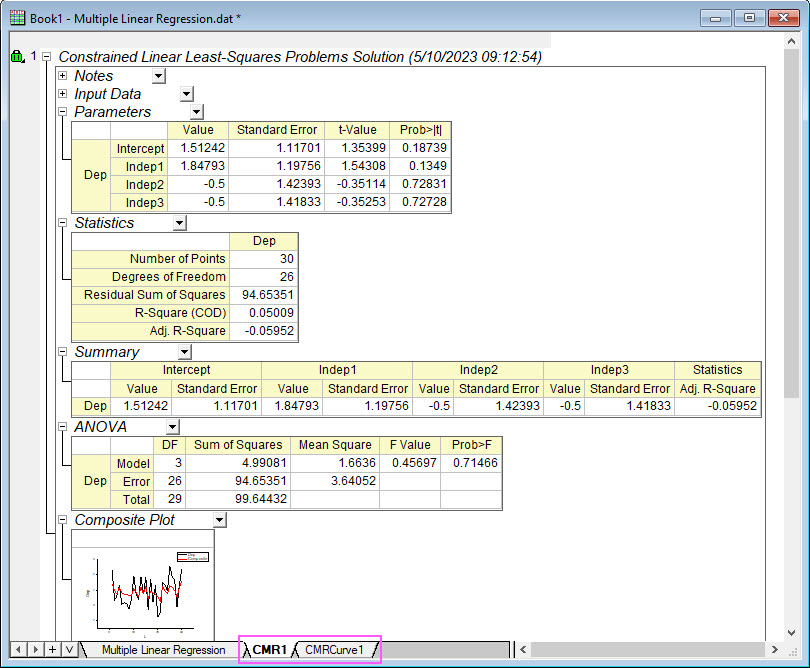 Book1 - Multiple Linear Regression.dat *
1 Constrained Linear Least-Squares Problems Solution (5/10/2023 09:12:54)
Notes
Input Data
Parameters
Value Standard Error t-Value Prob>|t|
Dep
Intercept 1.51242 1.11701 1.35399 0.18739
Indep1 1.84793 1.19756 1.54308 0.1349
Indep2 -0.5 1.42393 -0.35114 0.72831
Indep3 -0.5 1.41833 -0.35253 0.72728
Statistics
Dep
Number of Points 30
Degrees of Freedom 26
Residual Sum of Squares 94.65351
R-Square (COD) 0.05009
Adj. R-Square -0.05952
Summary
Intercept Indep1 Indep2 Indep3 Statistics
Value Standard Error Value Standard Error Value Standard Error Value Standard Error Adj. R-Square
Dep 1.51242 1.11701 1.84793 1.19756 -0.5 1.42393 -0.5 1.41833 -0.05952
ANOVA
DF Sum of Squares Mean Square F Value Prob>F
Dep
Model 3 4.99081 1.6636 0.45697 0.71466
Error 26 94.65351 3.64052
Total 29 99.64432
Composite Plot
Multiple Linear Regression CMR1 CMRCurve1